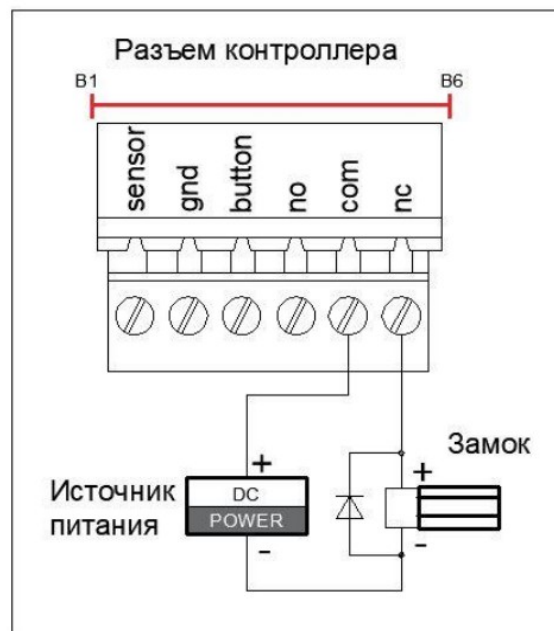 Разъем контроллера
B1 B6
sensor
gnd
button
no
com
nc
+ Замок
+
Источник питания
DC
POWER
-
-